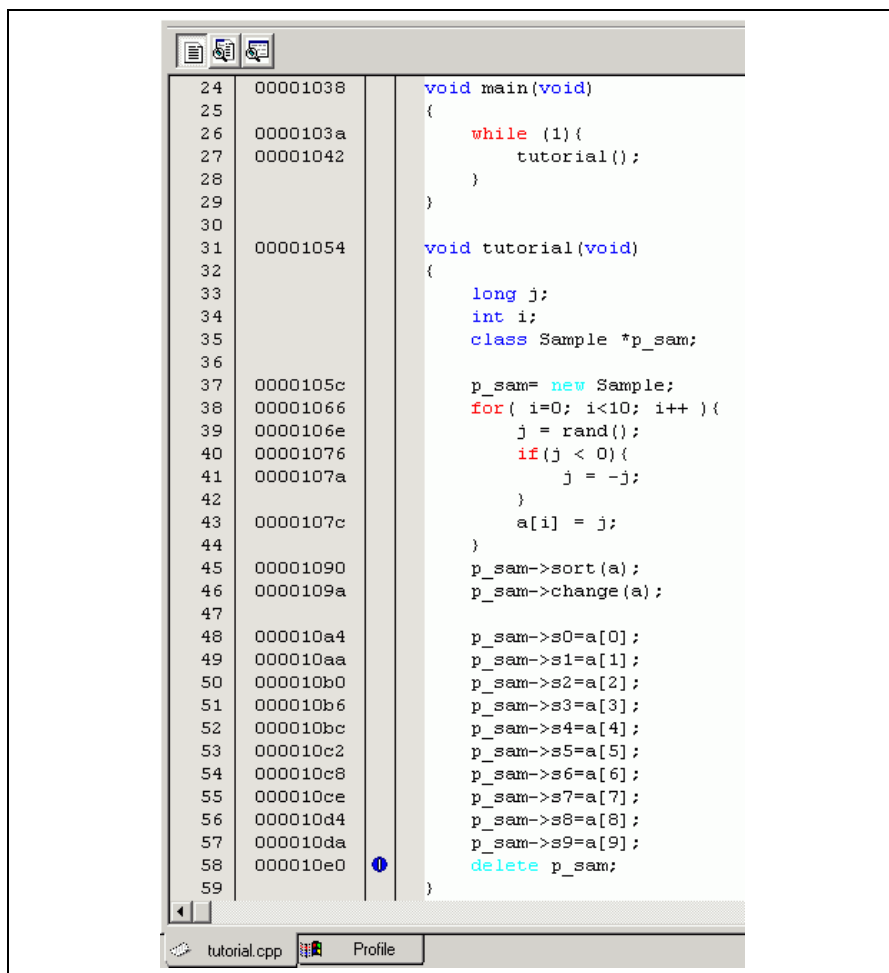 24 00001038 void main(void)
25 {
26 0000103a while (1){
27 00001042 tutorial();
28 }
29 }
30
31 00001054 void tutorial(void)
32 {
33 long j;
34 int i;
35 class Sample *p_sam;
36
37 0000105c p_sam= new Sample;
38 00001066 for( i=0; i<10; i++ ){
39 0000106e j = rand();
40 00001076 if(j < 0){
41 0000107a j = -j;
42 }
43 0000107c a[i] = j;
44 }
45 00001090 p_sam->sort(a);
46 0000109a p_sam->change(a);
47
48 000010a4 p_sam->s0=a[0];
49 000010aa p_sam->s1=a[1];
50 000010b0 p_sam->s2=a[2];
51 000010b6 p_sam->s3=a[3];
52 000010bc p_sam->s4=a[4];
53 000010c2 p_sam->s5=a[5];
54 000010c8 p_sam->s6=a[6];
55 000010ce p_sam->s7=a[7];
56 000010d4 p_sam->s8=a[8];
57 000010da p_sam->s9=a[9];
58 000010e0 delete p_sam;
59 }
tutorial.cpp Profile